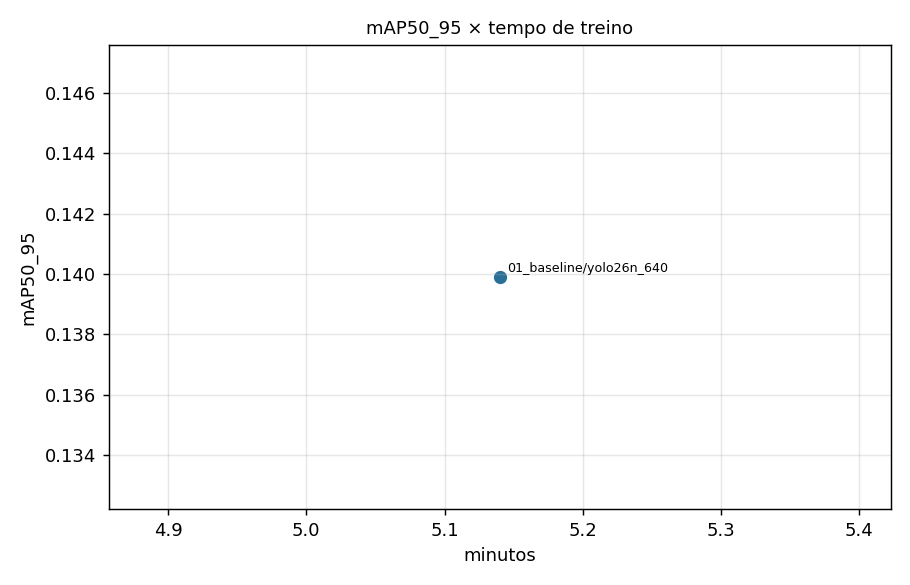 mAP50_95 × tempo de treino
mAP50_95
0.146
0.144
0.142
0.140
0.138
0.136
0.134
01_baseline/yolo26n_640
4.9 5.0 5.1 5.2 5.3 5.4
minutos